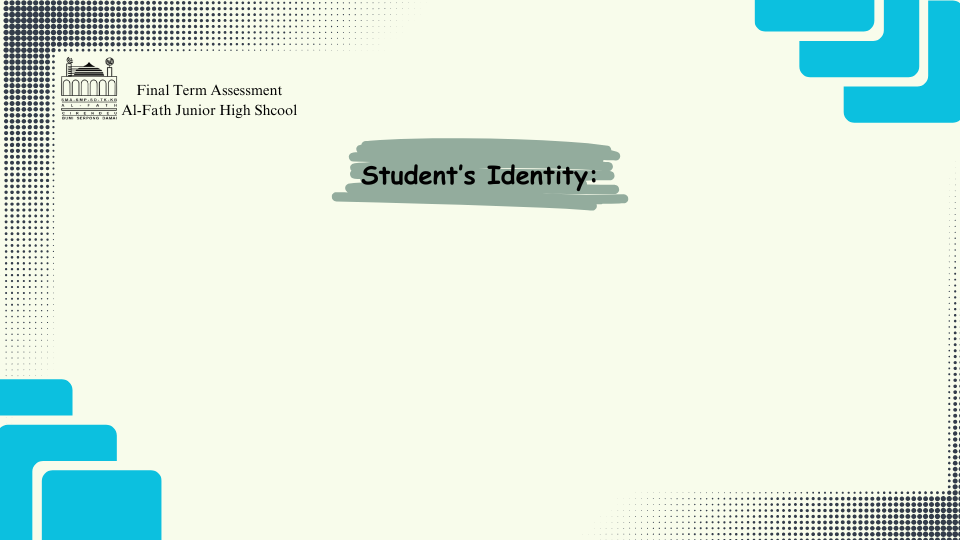 Final Term Assessment
Al-Fath Junior High Shcool
SMA-SMP-SD-TK-KB
AL-FATH
CIRENDEU
BUMI SERPONG DAMAI
Student's Identity: